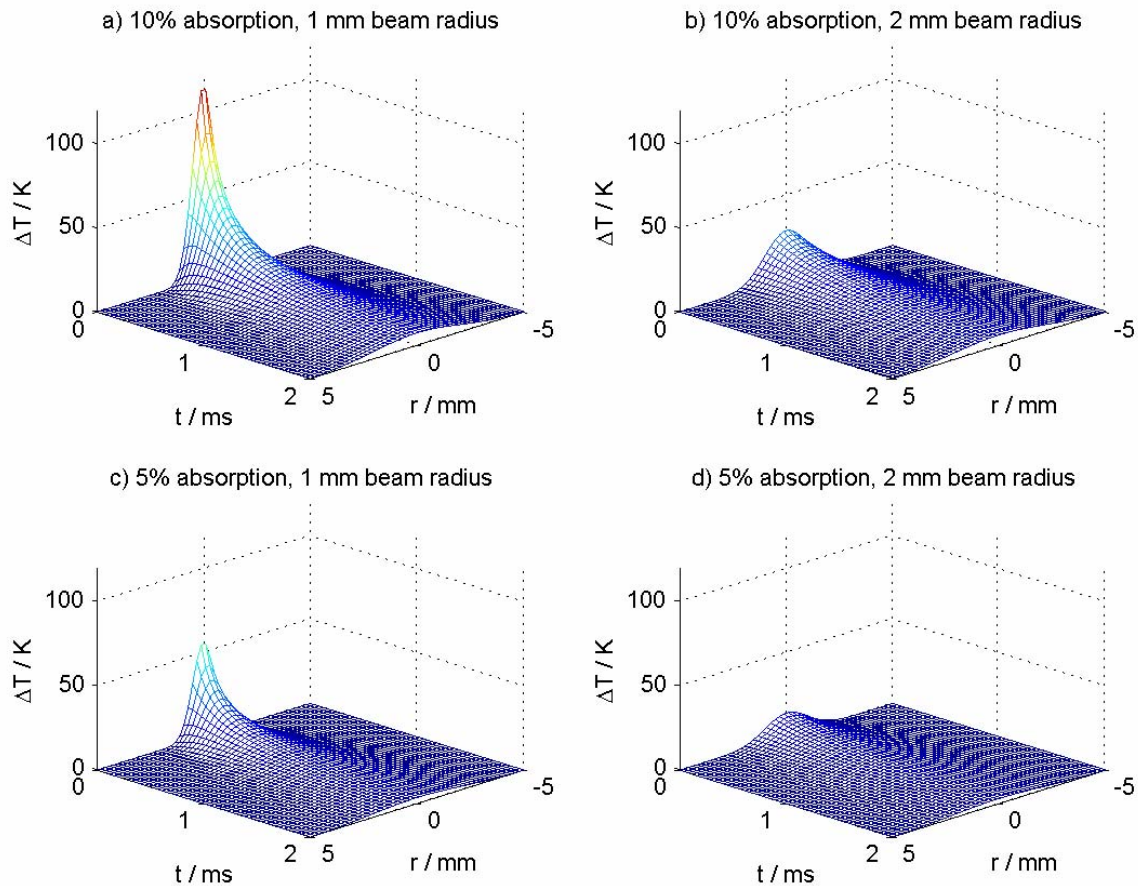 a) 10% absorption, 1 mm beam radius
100
50
0
ΔT / K
0
1
2
t / ms
5
0
-5
r / mm
b) 10% absorption, 2 mm beam radius
100
50
0
ΔT / K
0
1
2
t / ms
5
0
-5
r / mm
c) 5% absorption, 1 mm beam radius
100
50
0
ΔT / K
0
1
2
t / ms
5
0
-5
r / mm
d) 5% absorption, 2 mm beam radius
100
50
0
ΔT / K
0
1
2
t / ms
5
0
-5
r / mm